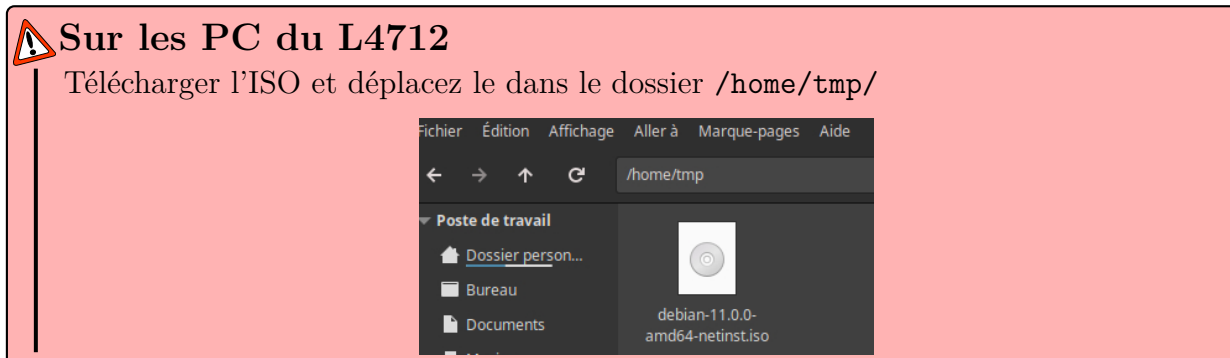 Sur les PC du L4712
Télécharger l'ISO et déplacez le dans le dossier /home/tmp/
Fichier Édition Affichage Aller à Marque-pages Aide
/home/tmp
Poste de travail
Dossier person...
Bureau
Documents
debian-11.0.0-
amd64-netinst.iso